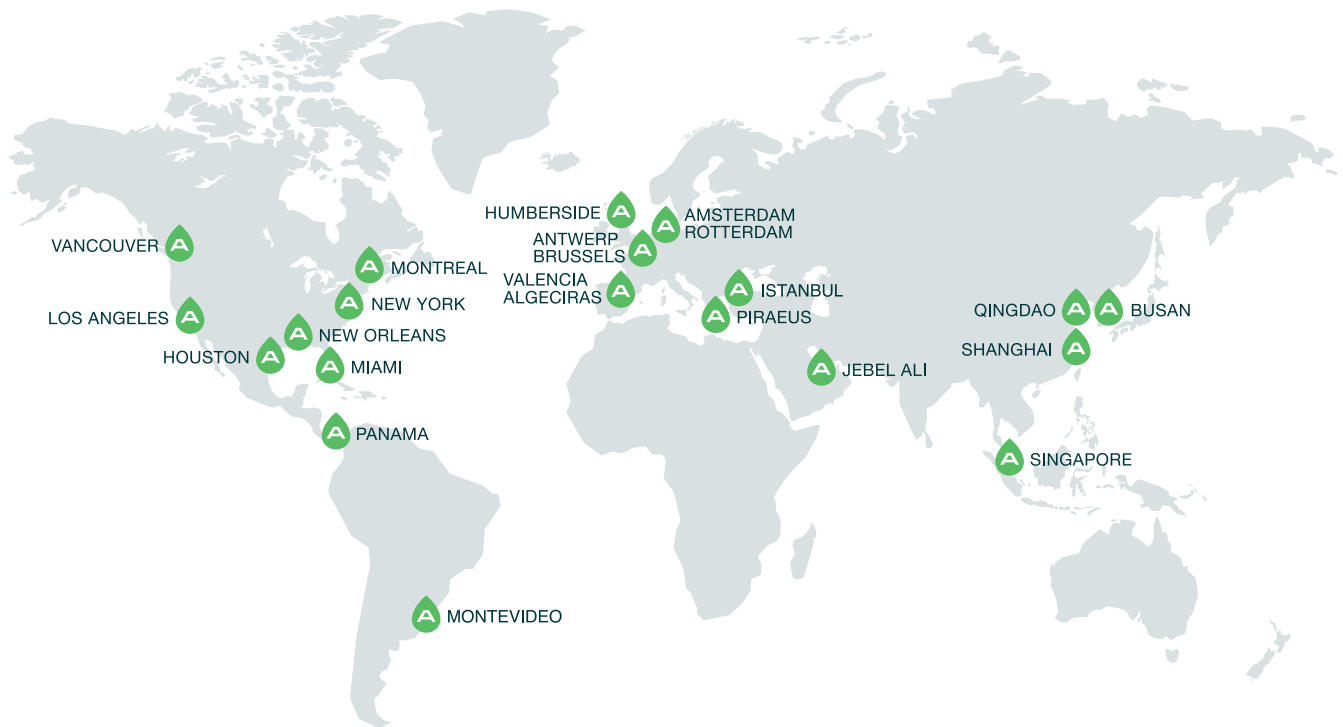 HUMBERSIDE
AMSTERDAM
ROTTERDAM
VANCOUVER
ANTWERP
BRUSSELS
MONTREAL
VALENCIA
ALGECIRAS
ISTANBUL
NEW YORK
QINGDAO
BUSAN
LOS ANGELES
PIRAEUS
NEW ORLEANS
SHANGHAI
HOUSTON
MIAMI
JEBEL ALI
PANAMA
SINGAPORE
MONTEVIDEO